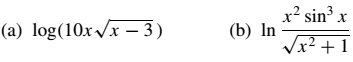 (a) log(10x√(x − 3)) (b) ln (x² sin³ x)/(√(x² + 1))